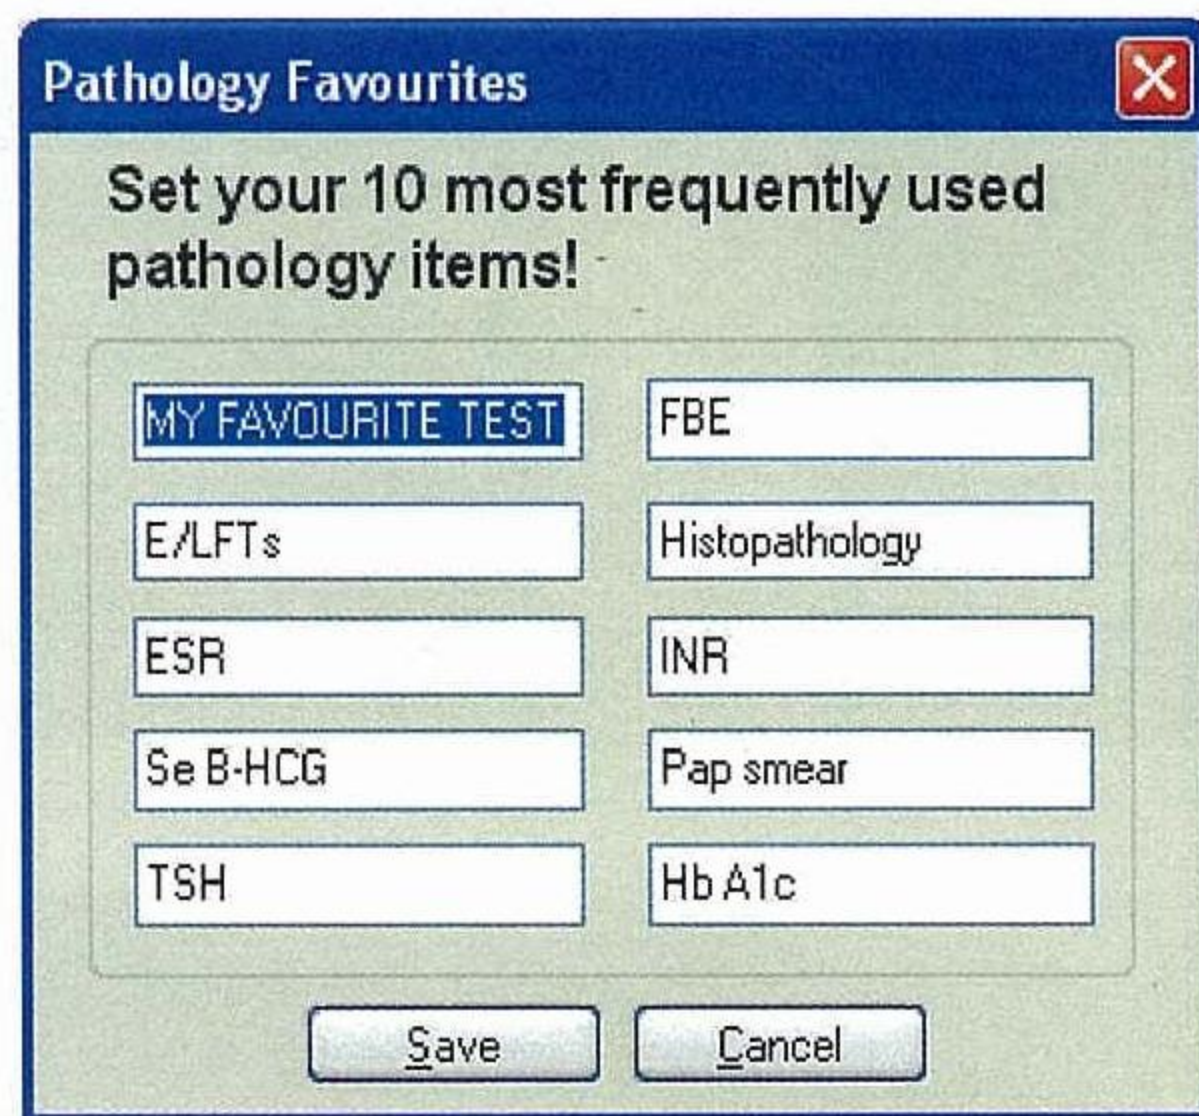 Pathology Favourites
Set your 10 most frequently used
pathology items!
MY FAVOURITE TEST
FBE
E/LFTs
Histopathology
ESR
INR
Se B-HCG
Pap smear
TSH
Hb A1c
Save
Cancel